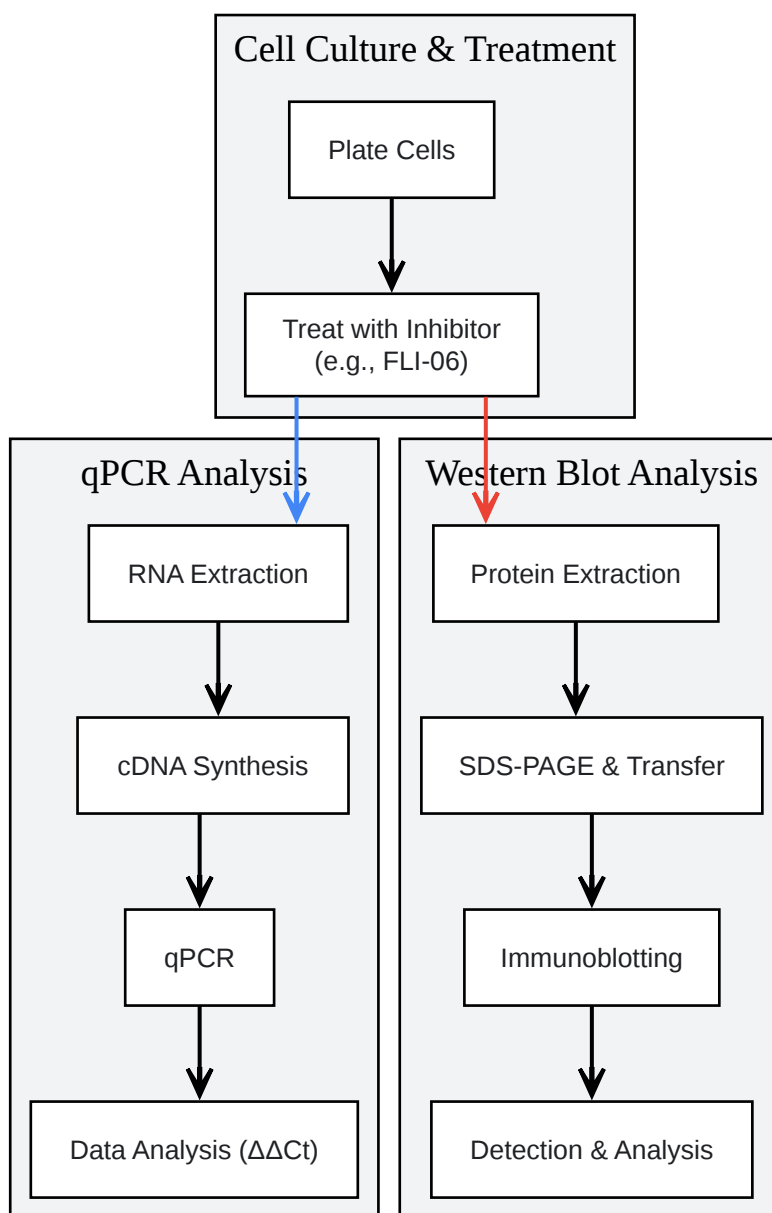 Cell Culture & Treatment
Plate Cells
Treat with Inhibitor
(e.g., FLI-06)
qPCR Analysis
RNA Extraction
cDNA Synthesis
qPCR
Data Analysis (ΔΔCt)
Western Blot Analysis
Protein Extraction
SDS-PAGE & Transfer
Immunoblotting
Detection & Analysis